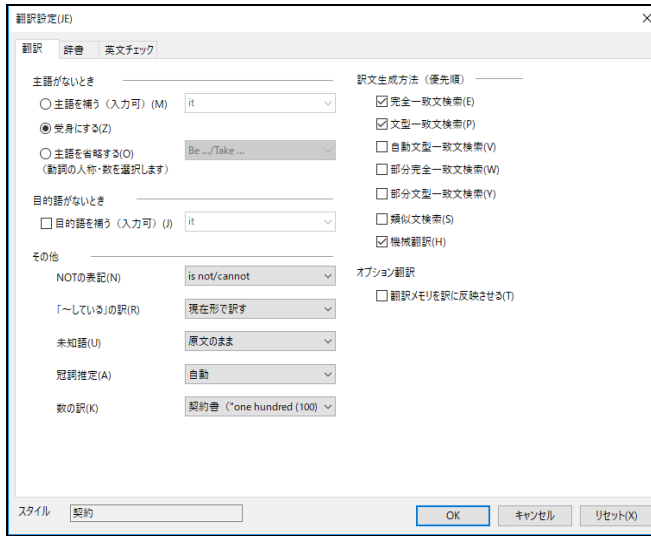 翻訳設定(JE)
翻訳 辞書 英文チェック
主語がないとき
主語を補う（入力可）(M) it
受身にする(Z)
主語を省略する(O) Be .../Take ...
(動詞の人称・数を選択します)
目的語がないとき
目的語を補う（入力可）(J) it
その他
NOTの表記(N) is not/cannot
「～している」の訳(R) 現在形で訳す
未知語(U) 原文のまま
冠詞推定(A) 自動
数の訳(K) 契約書（"one hundred (100)
訳文生成方法（優先順）
完全一致文検索(E)
文型一致文検索(P)
自動文型一致文検索(V)
部分完全一致検索(W)
部分文型一致検索(Y)
類似文検索(S)
機械翻訳(H)
オプション翻訳
翻訳メモリを訳に反映させる(T)
スタイル 契約
OK キャンセル リセット(X)